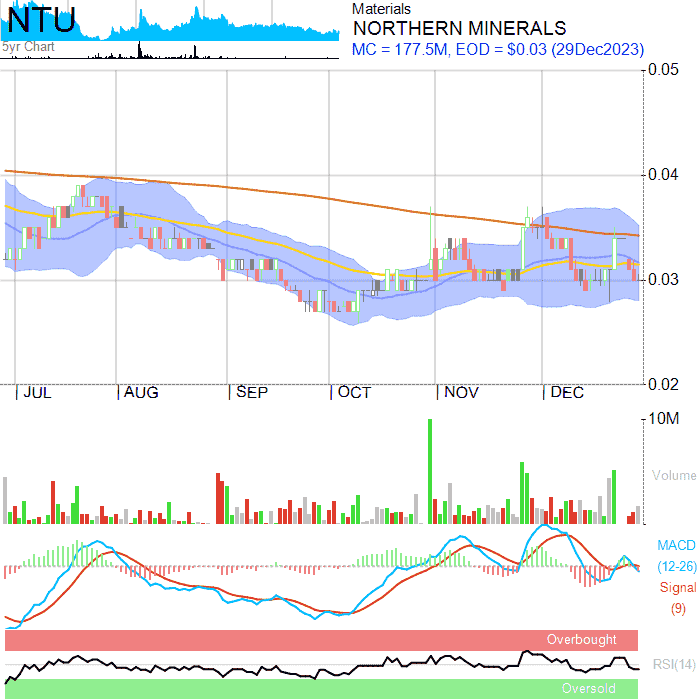 NTU
5yr Chart
Materials
NORTHERN MINERALS
MC = 177.5M, EOD = $0.03 (29Dec2023)
0.05
0.04
0.03
0.02
JUL AUG SEP OCT NOV DEC
10M
Volume
MACD
(12-26)
Signal
(9)
Overbought
RSI(14)
Oversold